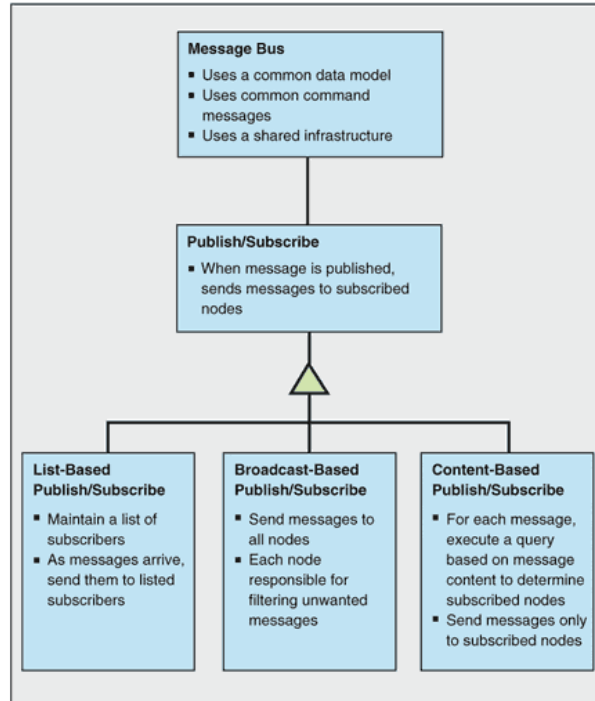 Message Bus
▪ Uses a common data model
▪ Uses common command
messages
▪ Uses a shared infrastructure
Publish/Subscribe
▪ When message is published,
sends messages to subscribed
nodes
List-Based
Publish/Subscribe
▪ Maintain a list of
subscribers
▪ As messages arrive,
send them to listed
subscribers
Broadcast-Based
Publish/Subscribe
▪ Send messages to
all nodes
▪ Each node
responsible for
filtering unwanted
messages
Content-Based
Publish/Subscribe
▪ For each message,
execute a query
based on message
content to determine
subscribed nodes
▪ Send messages only
to subscribed nodes